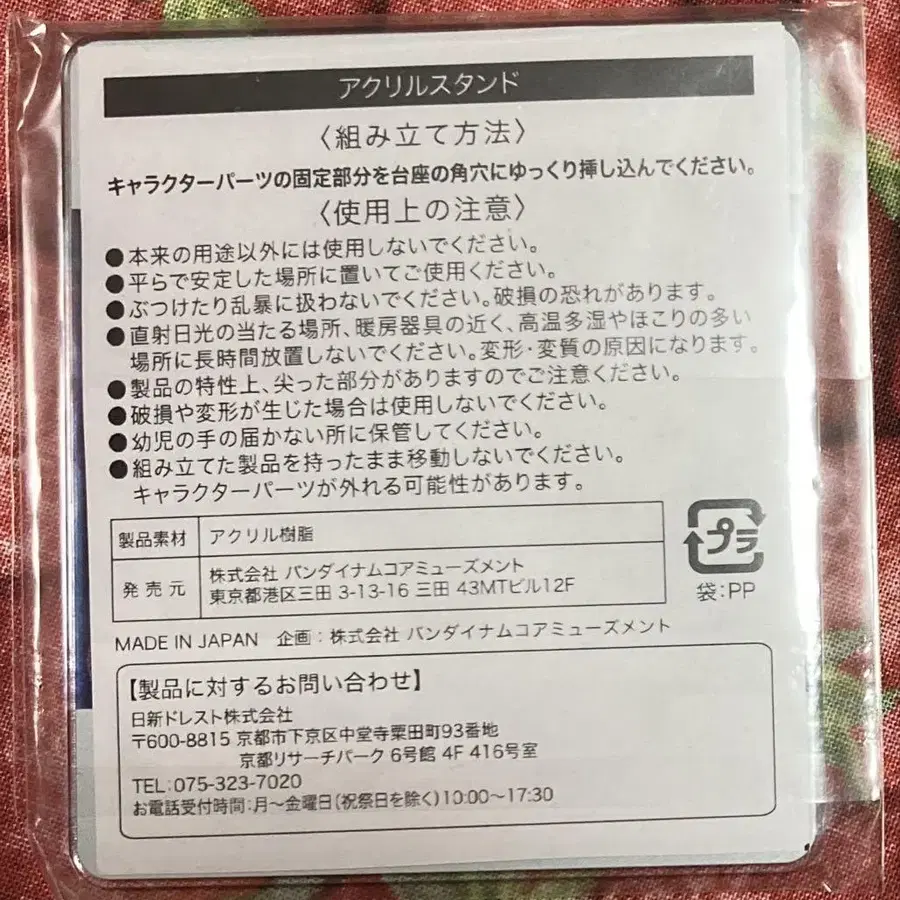 アクリルスタンド
〈組み立て方法〉
キャラクターパーツの固定部分を台座の角穴にゆっくり挿し込んでください。
〈使用上の注意〉
●本来の用途以外には使用しないでください。
●平らで安定した場所に置いてご使用ください。
●ぶつけたり乱暴に扱わないでください。破損の恐れがあります。
●直射日光の当たる場所、暖房器具の近く、高温多湿やほこりの多い
場所に長時間放置しないでください。変形・変質の原因になります。
●製品の特性上、尖った部分がありますのでご注意ください。
●破損や変形が生じた場合は使用しないでください。
●幼児の手の届かない所に保管してください。
●組み立てた製品を持ったまま移動しないでください。
キャラクターパーツが外れる可能性があります。
製品素材 アクリル樹脂
発売元 株式会社 バンダイナムコアミューズメント
東京都港区三田 3-13-16 三田 43MTビル12F
プラ
袋:PP
MADE IN JAPAN 企画:株式会社 バンダイナムコアミューズメント
【製品に対するお問い合わせ】
日新ドレスト株式会社
〒600-8815 京都市下京区中堂寺粟田町93番地
京都リサーチパーク 6号館 4F 416号室
TEL:075-323-7020
お電話受付時間:月~金曜日(祝祭日を除く)10:00~17:30